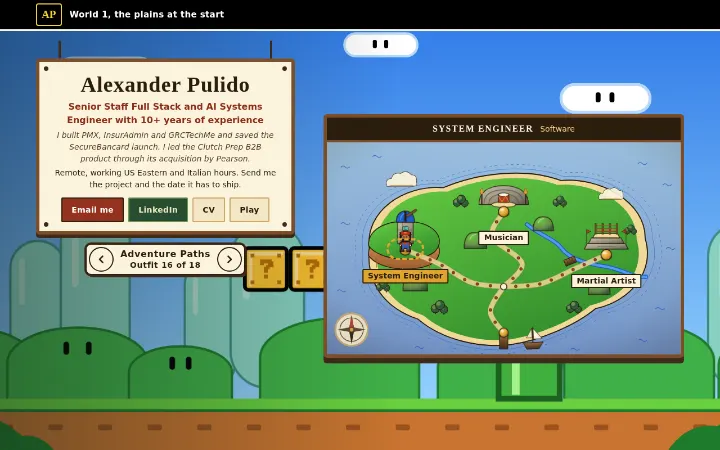 AP
World 1, the plains at the start
Alexander Pulido
Senior Staff Full Stack and AI Systems
Engineer with 10+ years of experience
I built PMX, InsurAdmin and GRCTechMe and saved the
SecureBancard launch. I led the Clutch Prep B2B
product through its acquisition by Pearson.
Remote, working US Eastern and Italian hours. Send me
the project and the date it has to ship.
Email me
LinkedIn
CV
Play
Adventure Paths
Outfit 16 of 18
?
?
SYSTEM ENGINEER Software
Musician
System Engineer
Martial Artist